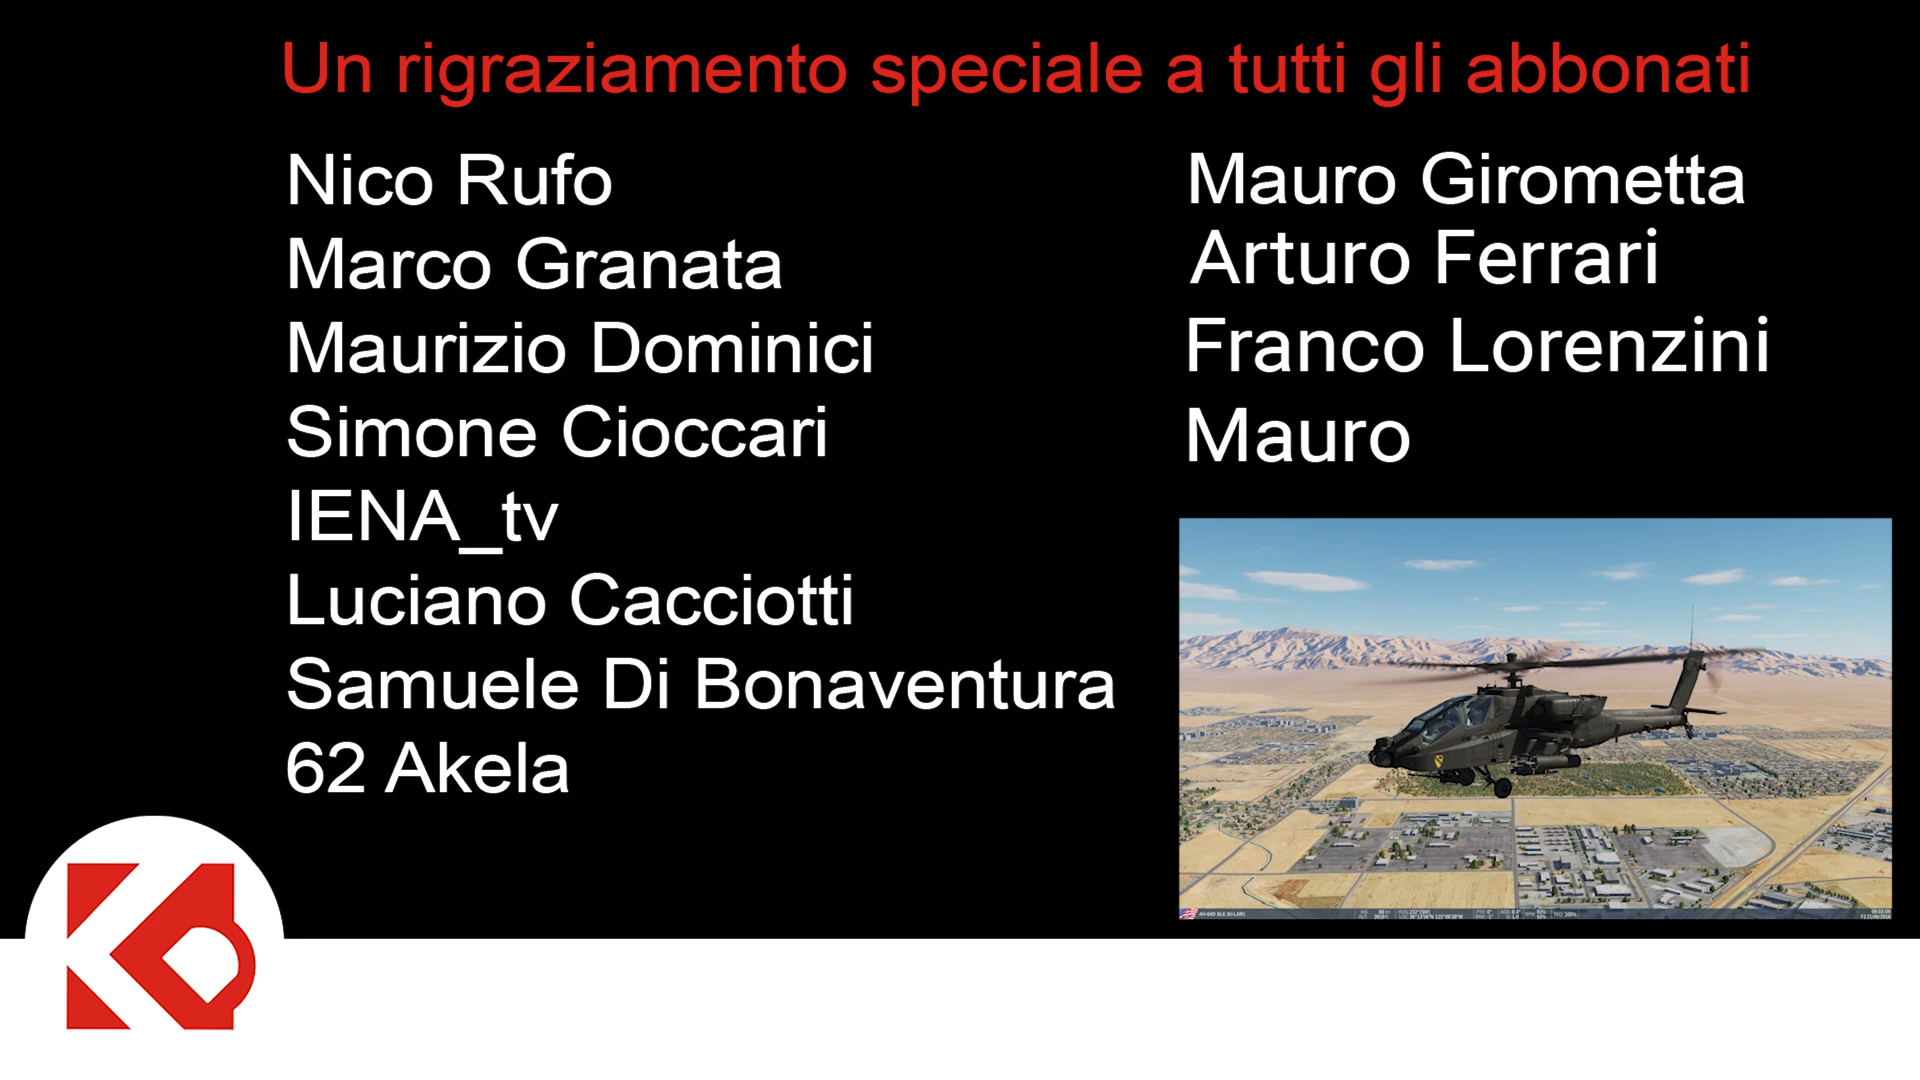 Un rigraziamento speciale a tutti gli abbonati
Nico Rufo
Marco Granata
Maurizio Dominici
Simone Cioccari
IENA_tv
Luciano Cacciotti
Samuele Di Bonaventura
62 Akela
Mauro Girometta
Arturo Ferrari
Franco Lorenzini
Mauro